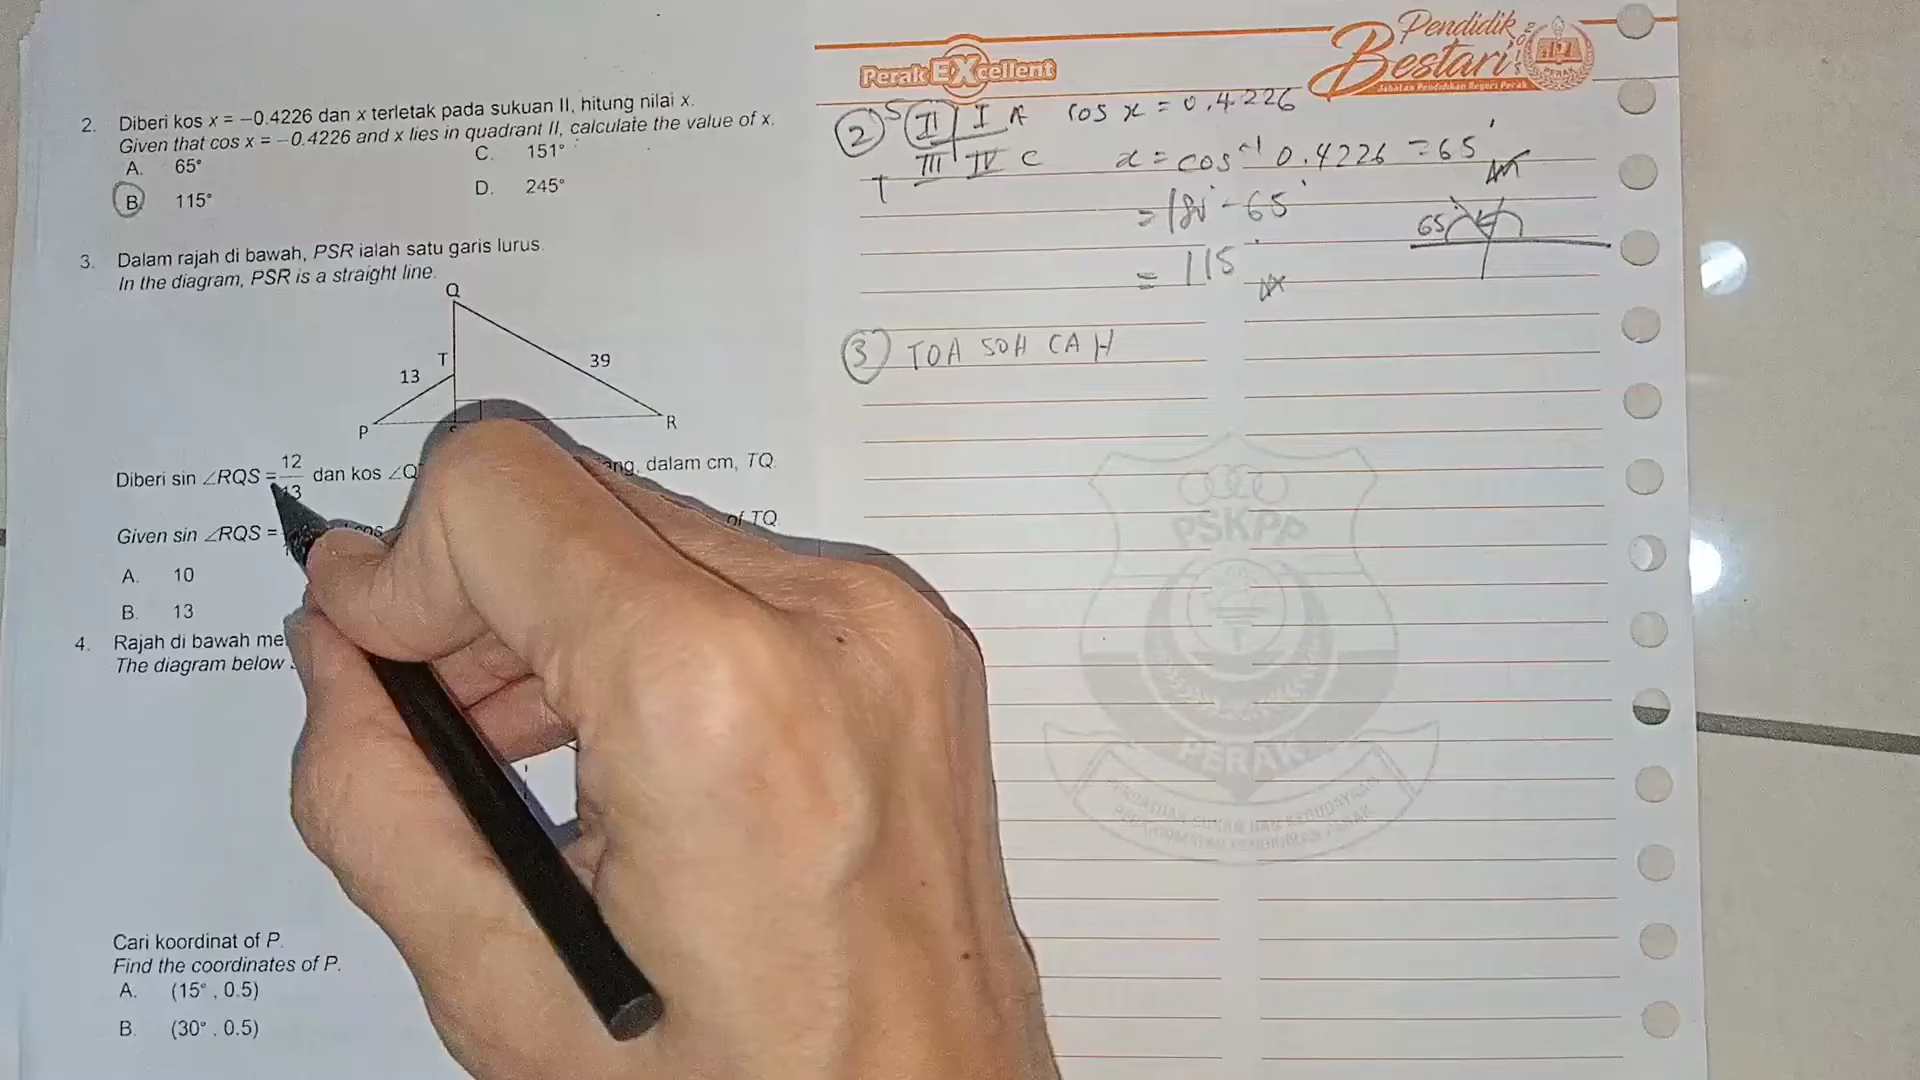 2. Diberi kos x = −0.4226 dan x terletak pada sukuan II, hitung nilai x.
Given that cos x = −0.4226 and x lies in quadrant II, calculate the value of x.
A. 65°
C. 151°
B. 115°
D. 245°
3. Dalam rajah di bawah, PSR ialah satu garis lurus.
In the diagram, PSR is a straight line.
Q
T
13
39
P
R
Diberi sin ∠RQS = 12/13 dan kos ∠Q
dalam cm, TQ.
Given sin ∠RQS =
of TQ.
A. 10
B. 13
4. Rajah di bawah me
The diagram below
Cari koordinat of P.
Find the coordinates of P.
A. (15° , 0.5)
B. (30° , 0.5)
Perak EXcellent
Pendidik
Bestari
Jabatan Pendidikan Negeri Perak
PERAK
② S II I A cos x = 0.4226
T III IV C x = cos⁻¹ 0.4226 = 65°
= 180° − 65°
65°
= 115°
③ TOA SOH CAH
PSKPP
PERAK